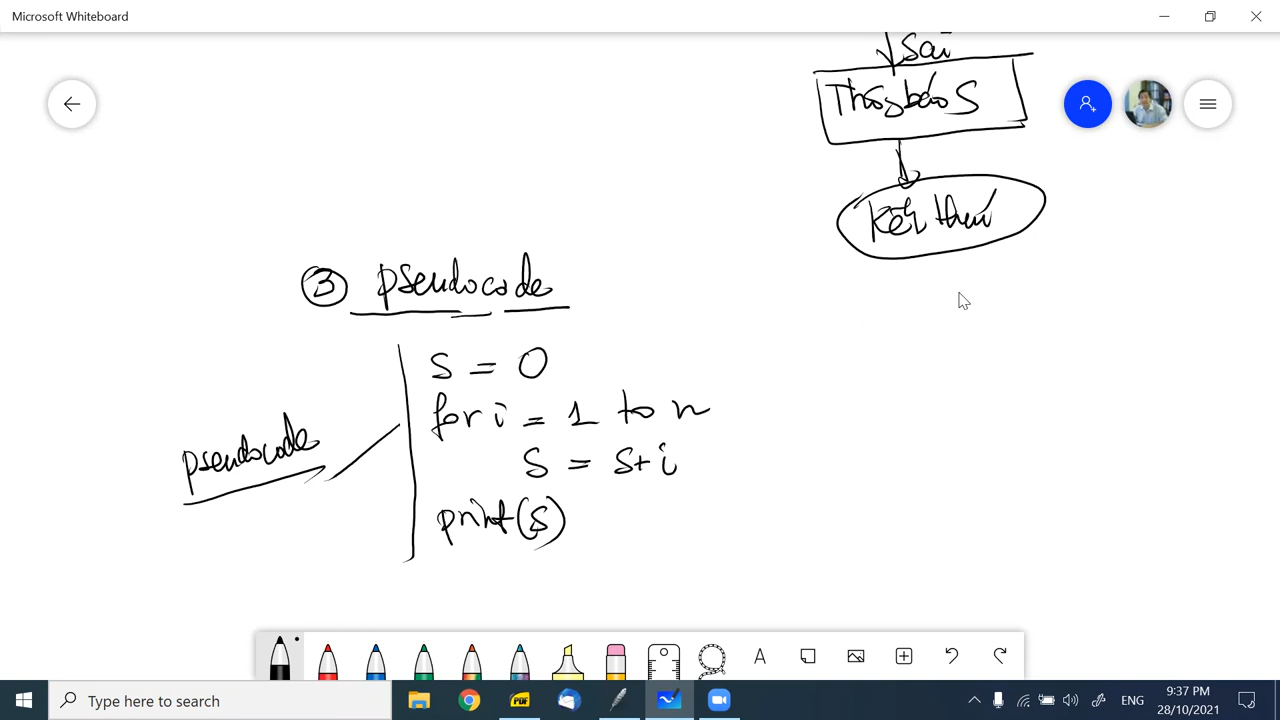 Microsoft Whiteboard
Sai
Thông báo S
Kết thúc
③ pseudocode
S = 0
for i = 1 to n
S = S+i
print(S)
pseudocode
A
Type here to search
PDF
ENG
9:37 PM
28/10/2021